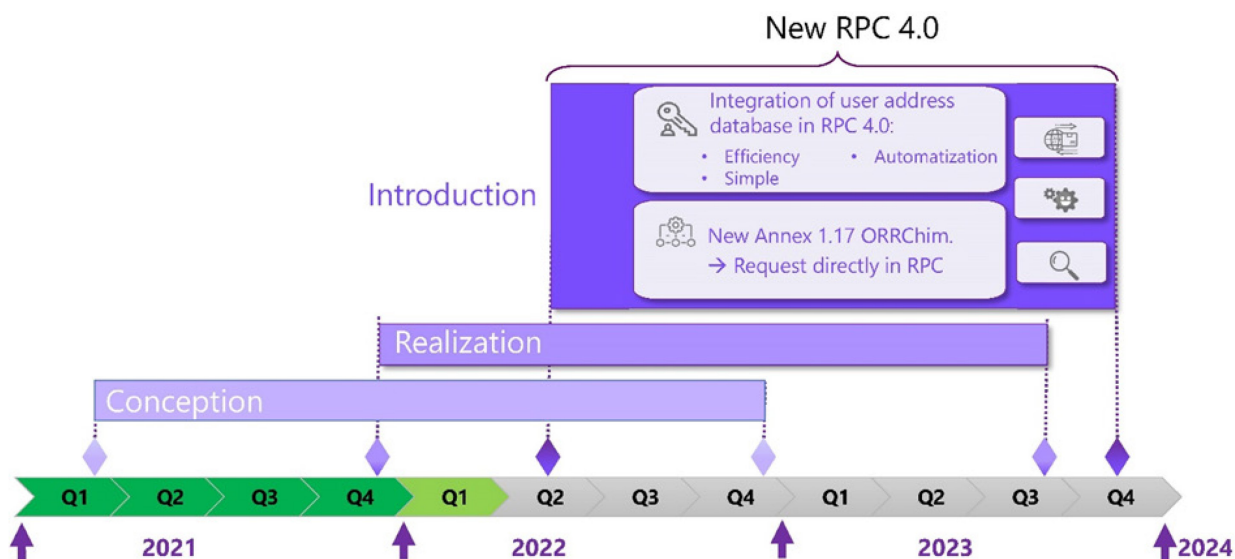 New RPC 4.0
Integration of user address
database in RPC 4.0:
• Efficiency • Automatization
• Simple
Introduction
New Annex 1.17 ORRChim.
→ Request directly in RPC
Realization
Conception
Q1 Q2 Q3 Q4 Q1 Q2 Q3 Q4 Q1 Q2 Q3 Q4
2021 2022 2023 2024